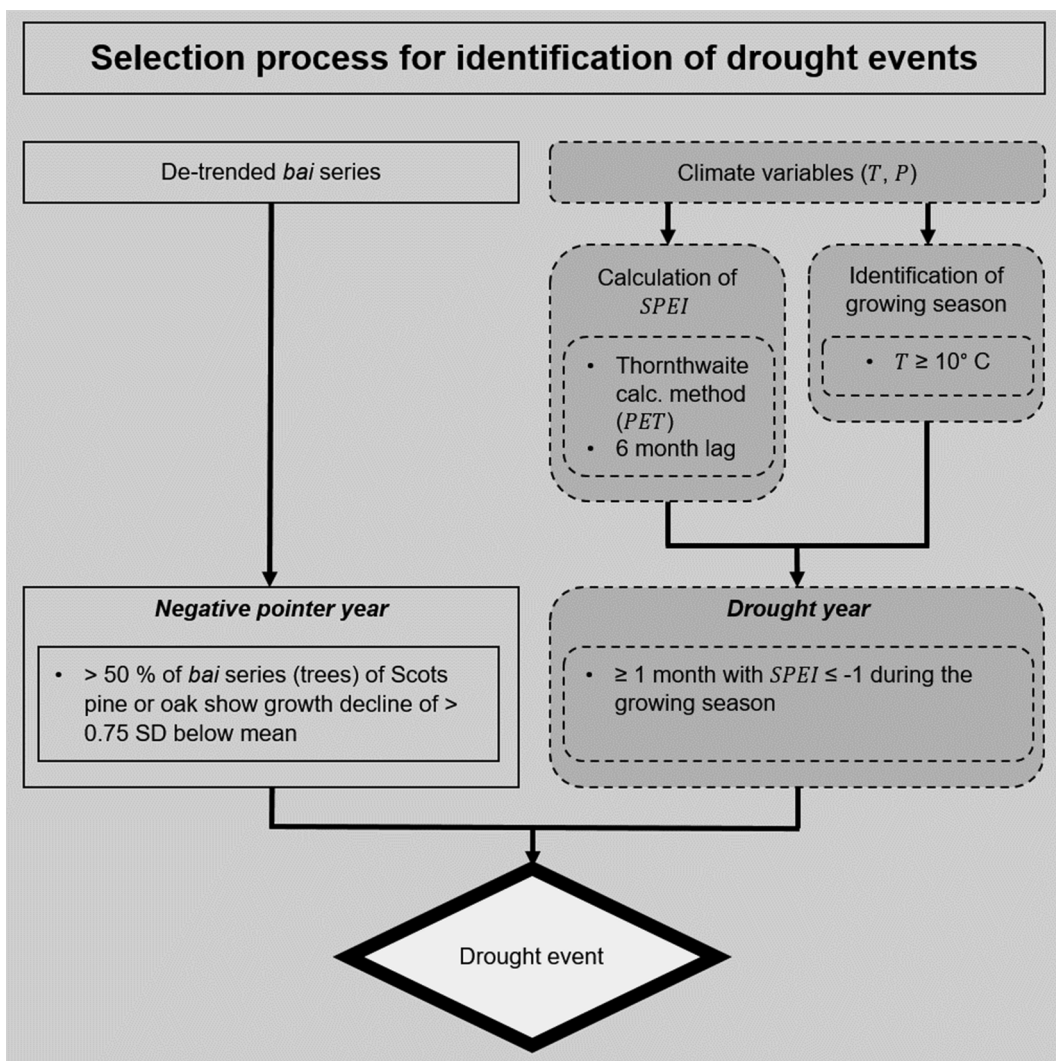 Selection process for identification of drought events
De-trended bai series
Climate variables (T, P)
Calculation of
SPEI
• Thornthwaite
calc. method
(PET)
• 6 month lag
Identification of
growing season
• T ≥ 10° C
Negative pointer year
• > 50 % of bai series (trees) of Scots
pine or oak show growth decline of >
0.75 SD below mean
Drought year
• ≥ 1 month with SPEI ≤ -1 during the
growing season
Drought event